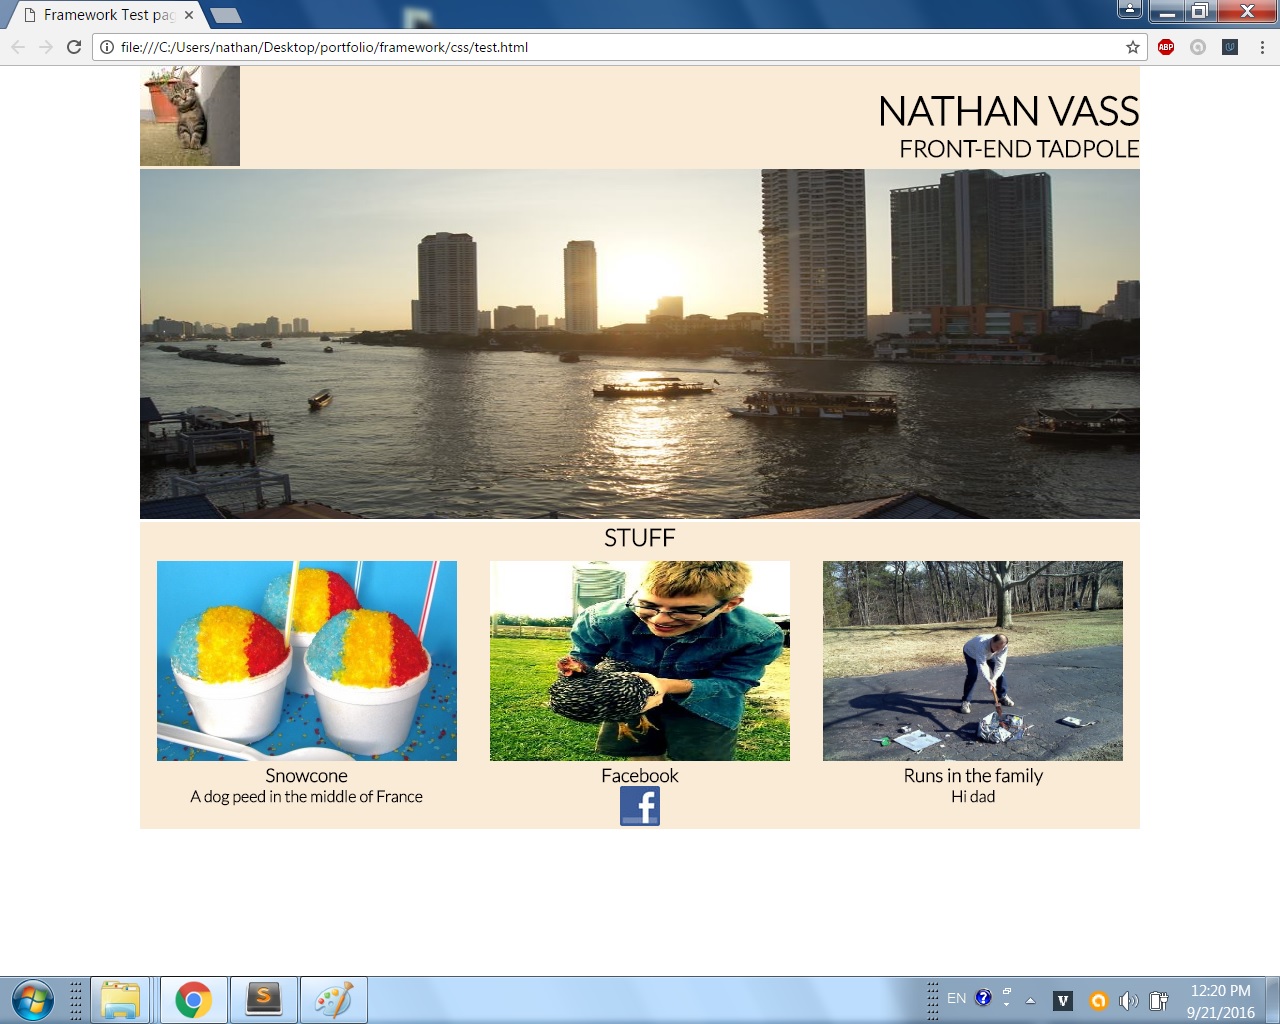 Framework Test pag
file:///C:/Users/nathan/Desktop/portfolio/framework/css/test.html
ABP
NATHAN VASS
FRONT-END TADPOLE
STUFF
Snowcone
A dog peed in the middle of France
Facebook
f
Runs in the family
Hi dad
S
EN
?
V
12:20 PM
9/21/2016